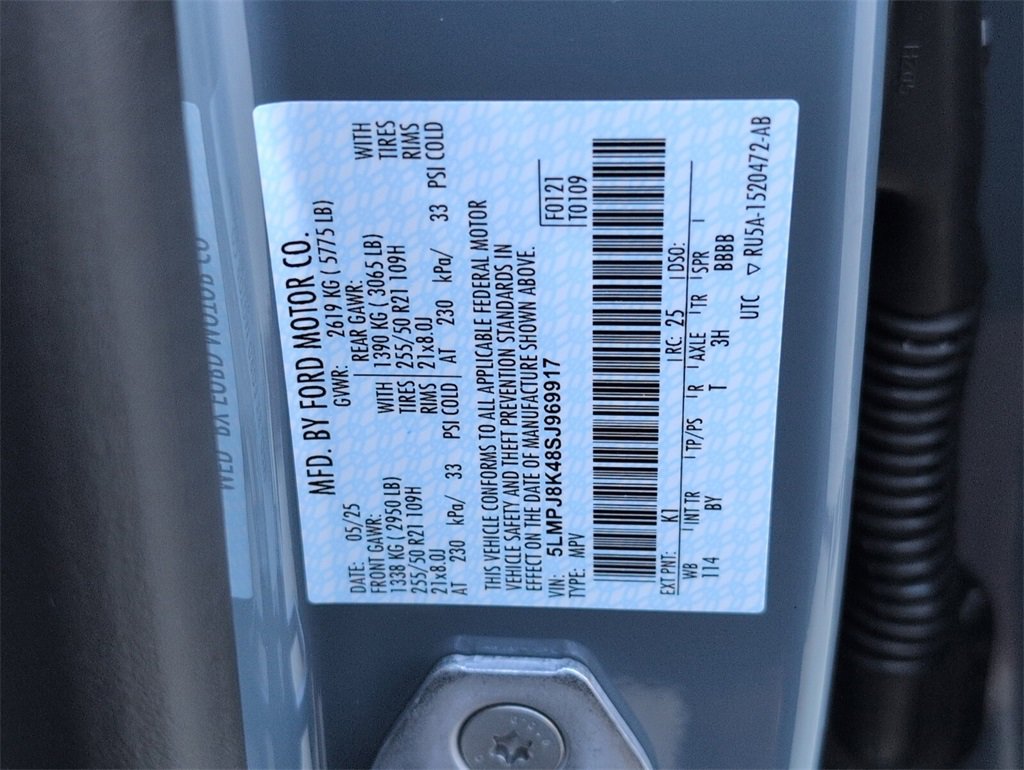 MFD. BY FORD MOTOR CO.
DATE: 05/25 GVWR: 2619 KG ( 5775 LB)
FRONT GAWR: REAR GAWR:
1338 KG ( 2950 LB) WITH 1390 KG ( 3065 LB) WITH
255/50 R21 109H TIRES 255/50 R21 109H TIRES
21x8.0J RIMS 21x8.0J RIMS
AT 230 kPa/ 33 PSI COLD AT 230 kPa/ 33 PSI COLD
THIS VEHICLE CONFORMS TO ALL APPLICABLE FEDERAL MOTOR
VEHICLE SAFETY AND THEFT PREVENTION STANDARDS IN
EFFECT ON THE DATE OF MANUFACTURE SHOWN ABOVE.
VIN: 5LMPJ8K48SJ969917 F0121
TYPE: MPV T0109
EXT PNT: K1 RC: 25 DSO:
WB INT TR TP/PS R AXLE TR SPR
114 BY T 3H BBBB
UTC ▽ RU5A-1520472-AB